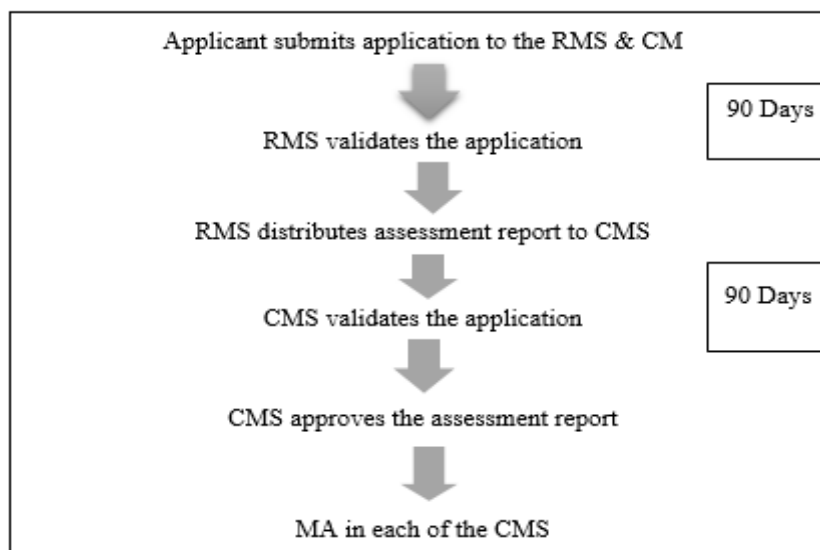 Applicant submits application to the RMS & CM
90 Days
RMS validates the application
RMS distributes assessment report to CMS
90 Days
CMS validates the application
CMS approves the assessment report
MA in each of the CMS